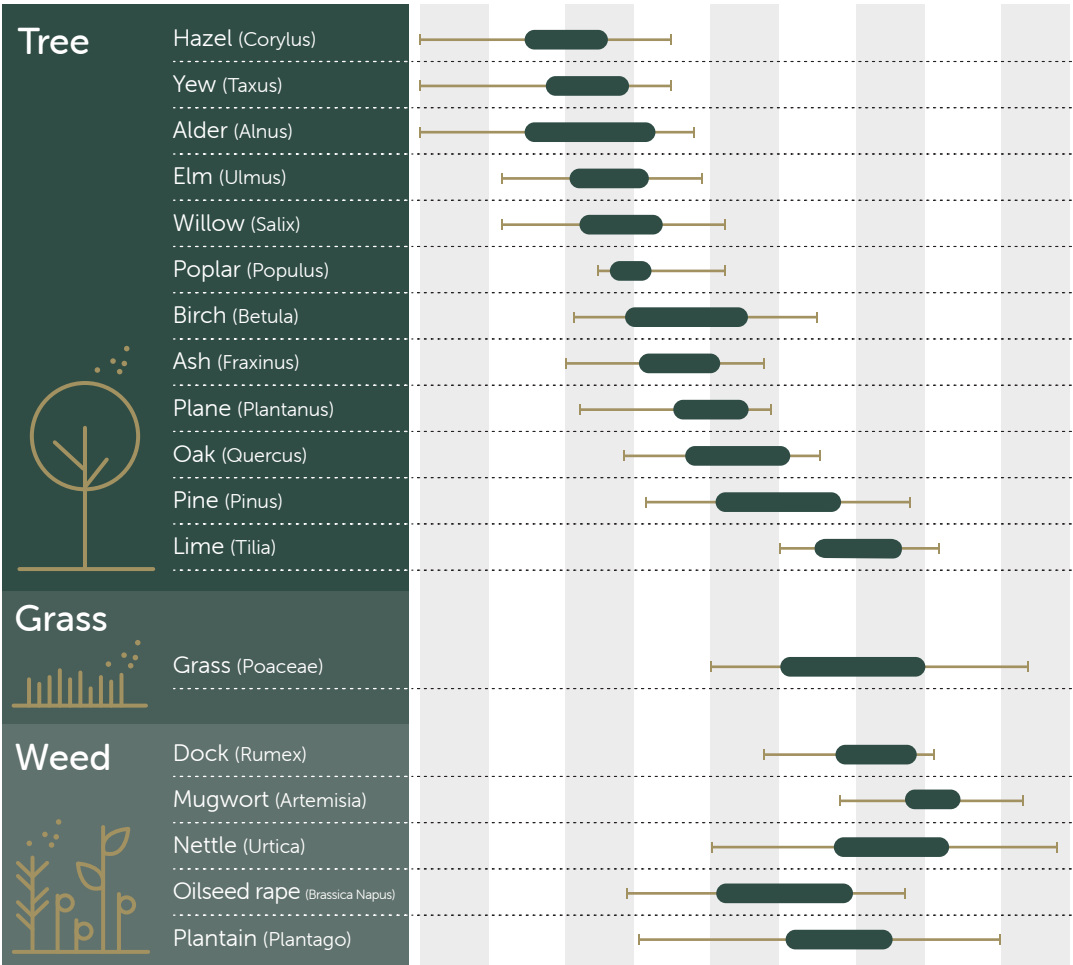 Tree
Hazel (Corylus)
Yew (Taxus)
Alder (Alnus)
Elm (Ulmus)
Willow (Salix)
Poplar (Populus)
Birch (Betula)
Ash (Fraxinus)
Plane (Plantanus)
Oak (Quercus)
Pine (Pinus)
Lime (Tilia)
Grass
Grass (Poaceae)
Weed
Dock (Rumex)
Mugwort (Artemisia)
Nettle (Urtica)
Oilseed rape (Brassica Napus)
Plantain (Plantago)